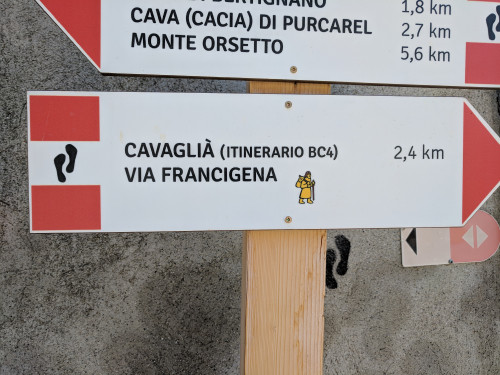 BERTIGNANO
1,8 km
CAVA (CACIA) DI PURCAREL 2,7 km
MONTE ORSETTO 5,6 km
CAVAGLIÀ (ITINERARIO BC4) 2,4 km
VIA FRANCIGENA